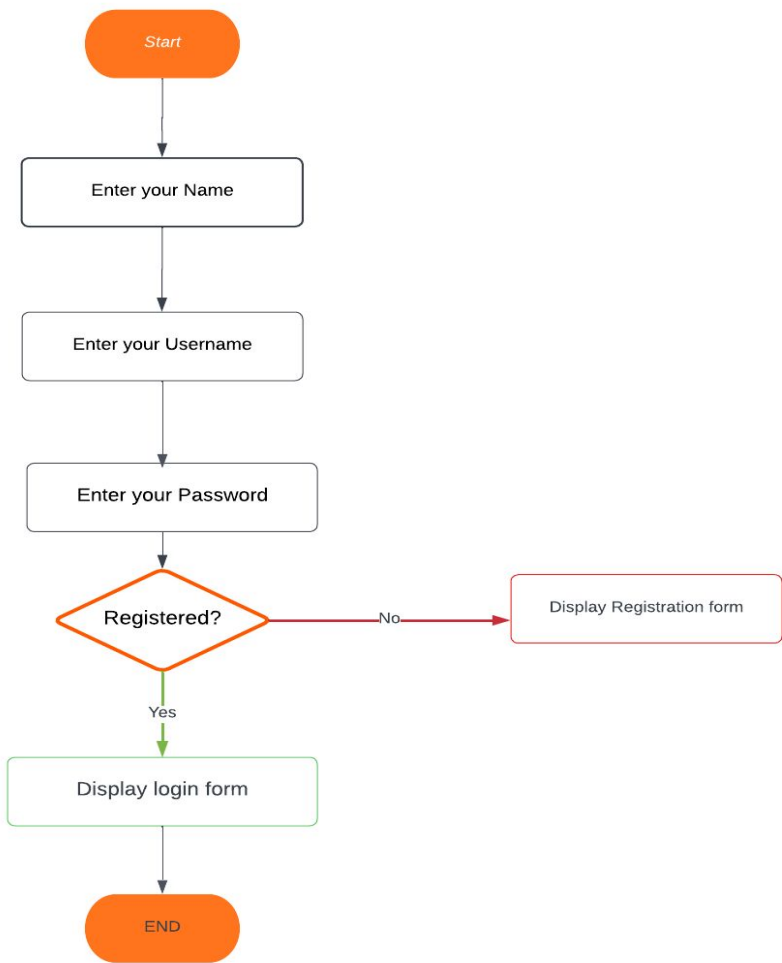 Start
Enter your Name
Enter your Username
Enter your Password
Registered?
No
Display Registration form
Yes
Display login form
END